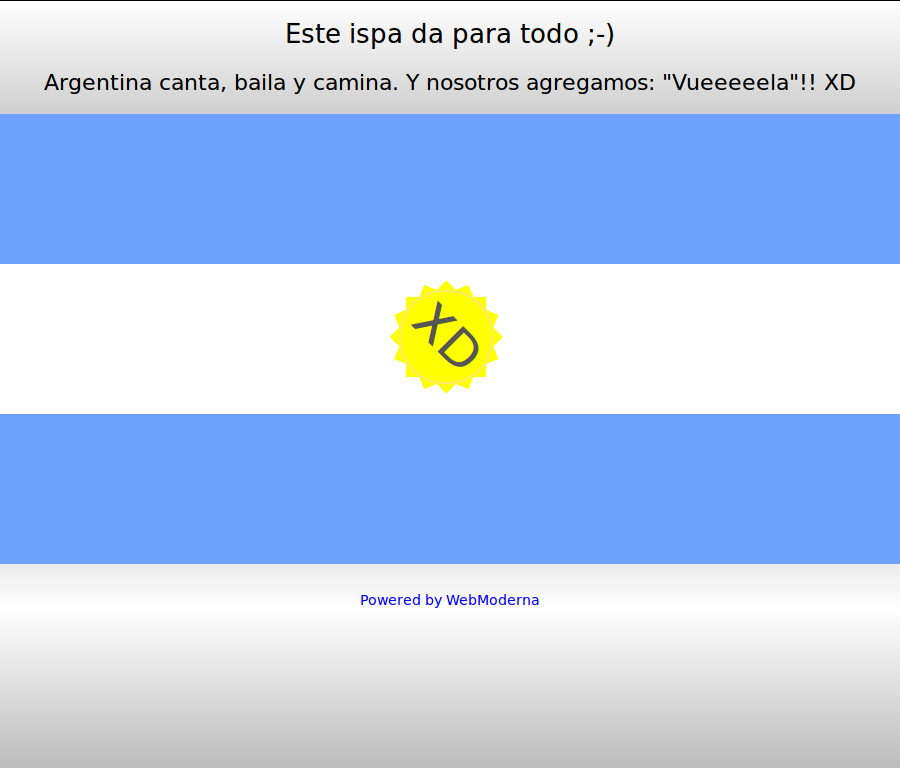 Este ispa da para todo ;-)
Argentina canta, baila y camina. Y nosotros agregamos: "Vueeeeela"!! XD
XD
Powered by WebModerna